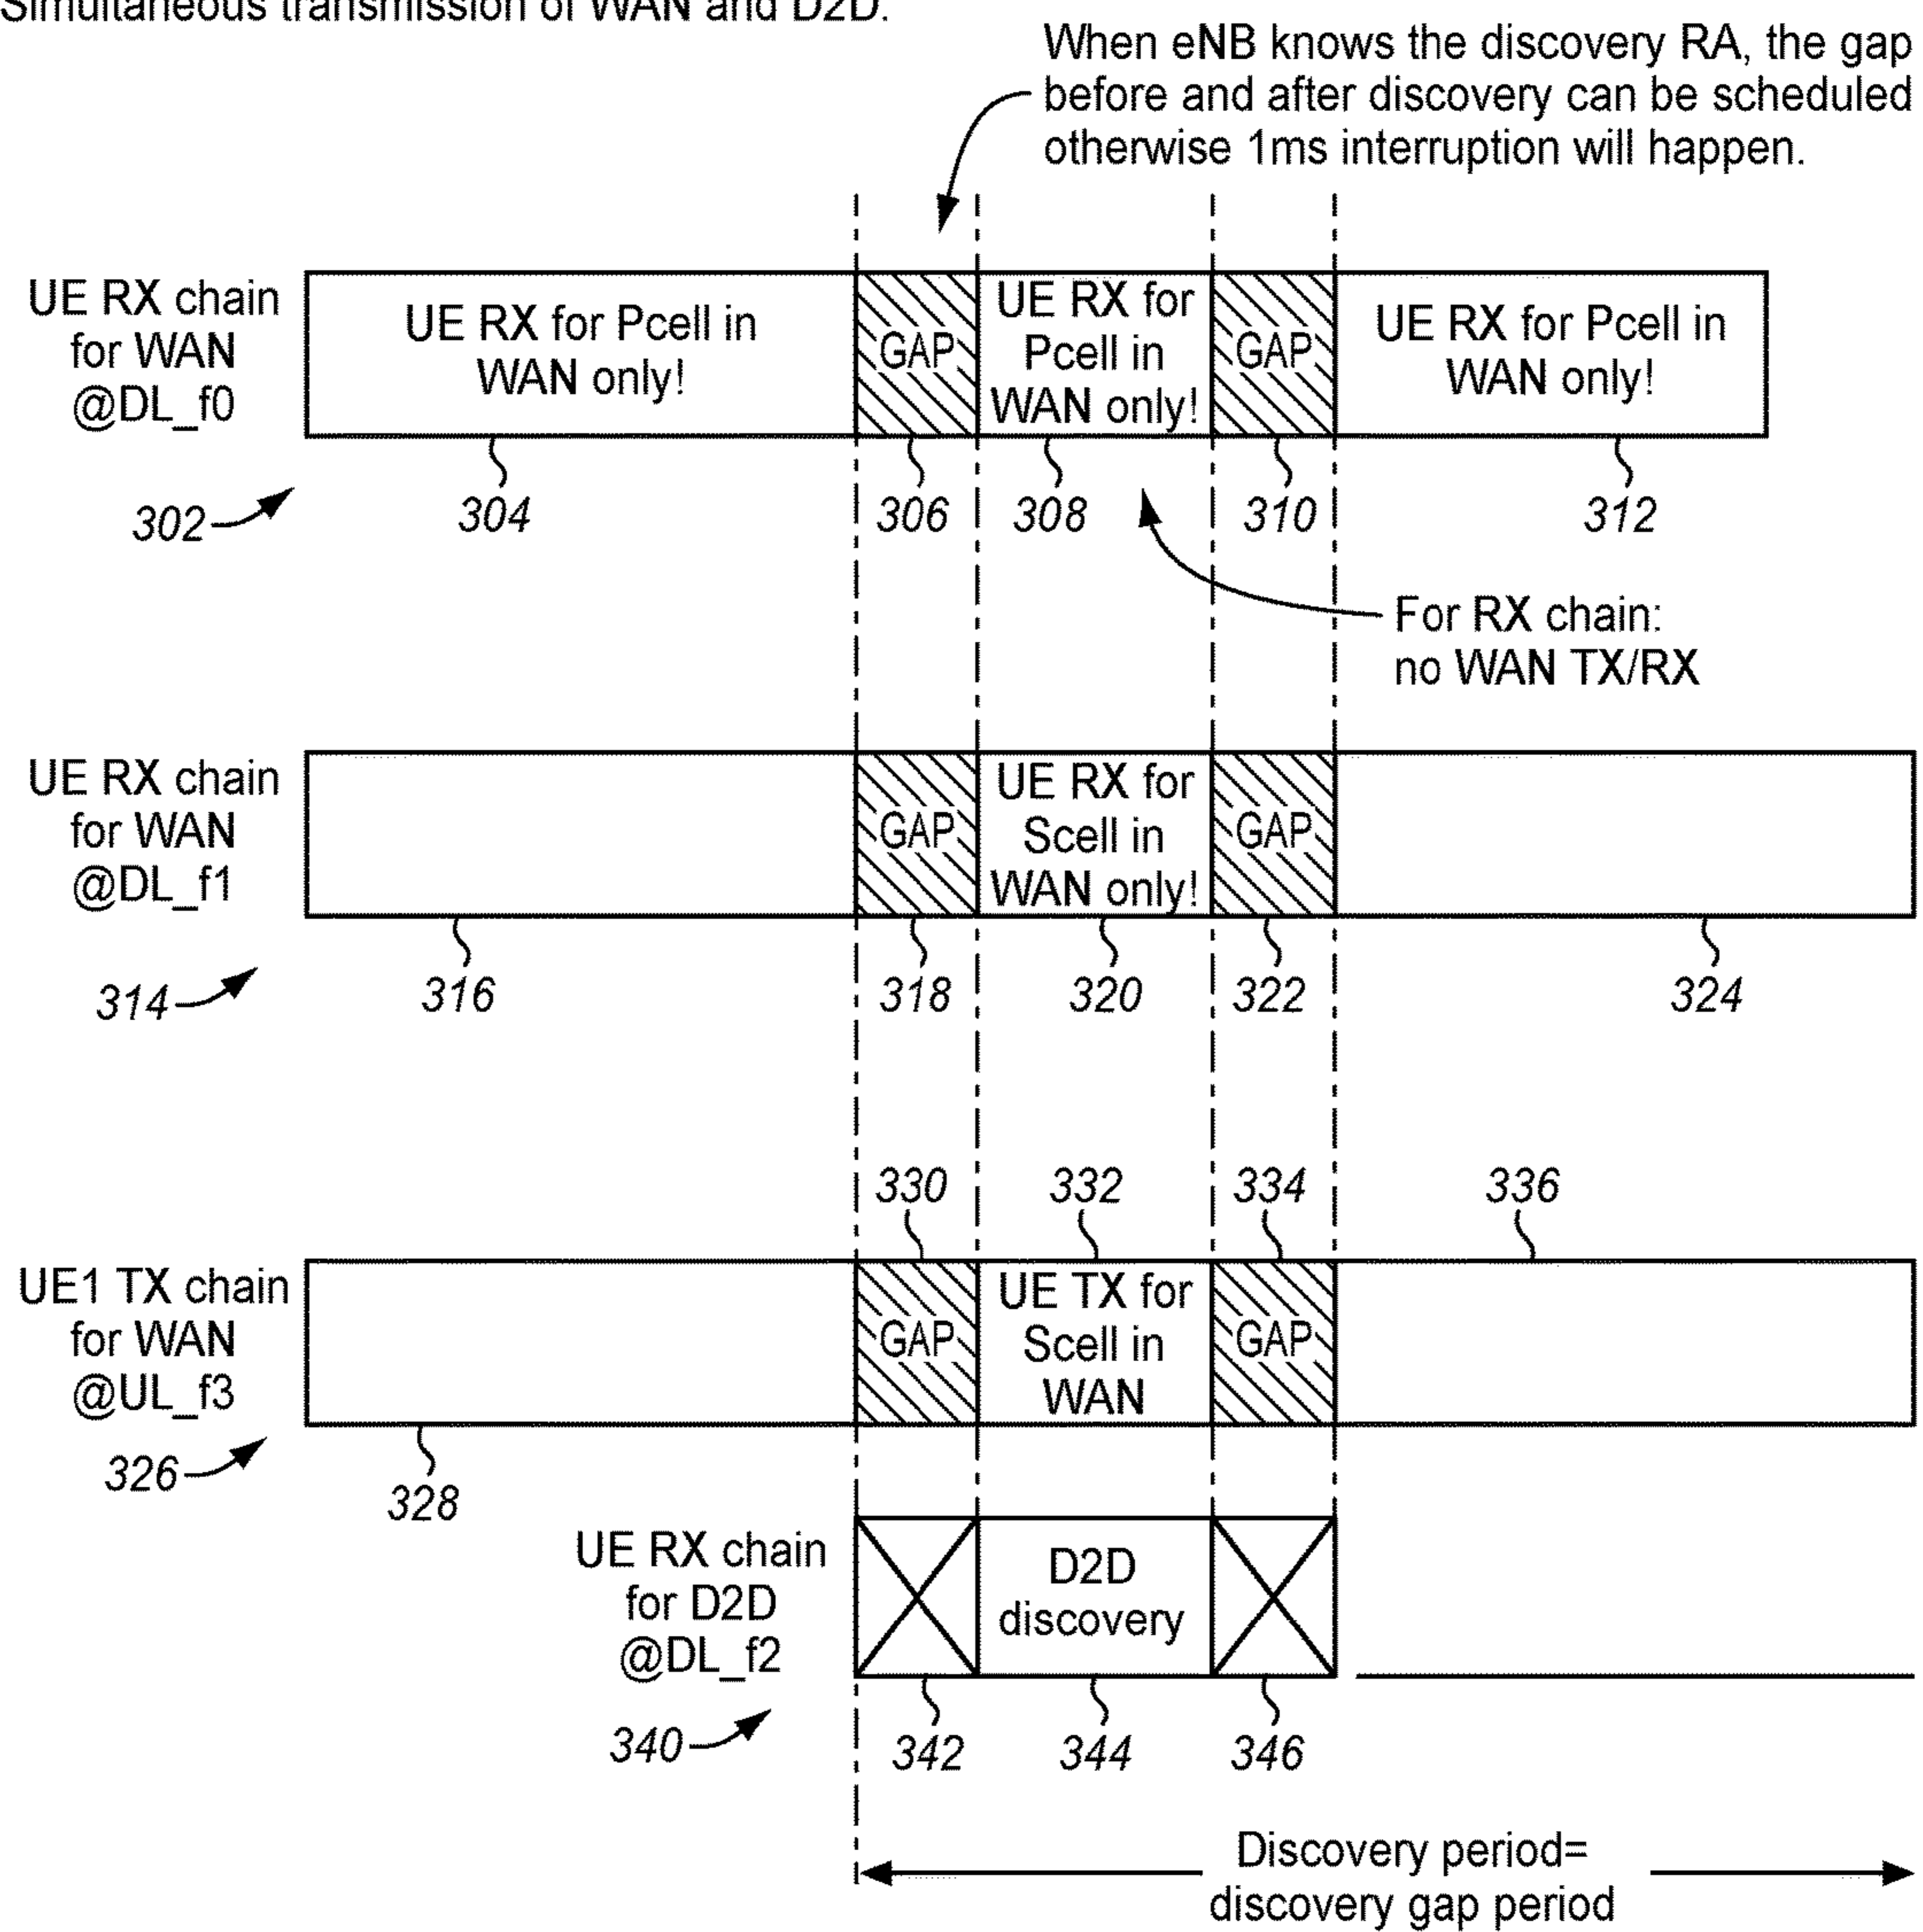 Simultaneous transmission of WAN and D2D.
When eNB knows the discovery RA, the gap
before and after discovery can be scheduled
otherwise 1ms interruption will happen.
UE RX chain
for WAN
@DL_f0
UE RX for Pcell in
WAN only!
GAP
UE RX for
Pcell in
WAN only!
GAP
UE RX for Pcell in
WAN only!
302
304
306
308
310
312
For RX chain:
no WAN TX/RX
UE RX chain
for WAN
@DL_f1
GAP
UE RX for
Scell in
WAN only!
GAP
314
316
318
320
322
324
330
332
334
336
UE1 TX chain
for WAN
@UL_f3
GAP
UE TX for
Scell in
WAN
GAP
326
328
UE RX chain
for D2D
@DL_f2
D2D
discovery
340
342
344
346
Discovery period=
discovery gap period